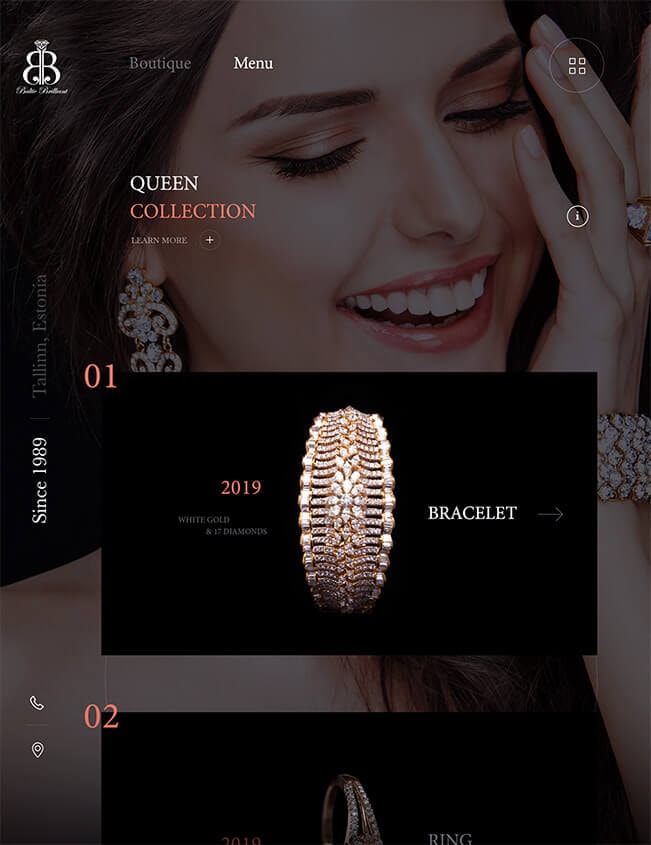 BB
Baltic Brilliant
Boutique
Menu
QUEEN
COLLECTION
LEARN MORE +
i
Tallinn, Estonia
Since 1989
01
2019
WHITE GOLD
& 17 DIAMONDS
BRACELET
02
2019
RING